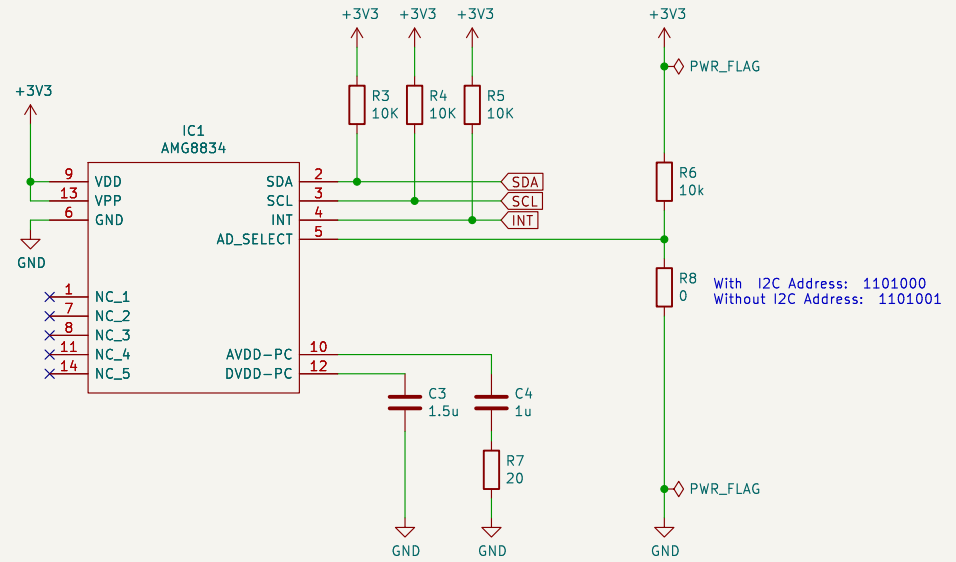 +3V3
+3V3
+3V3
+3V3
PWR_FLAG
+3V3
R3
10K
R4
10K
R5
10K
IC1
AMG8834
R6
10k
9
VDD
SDA
2
SDA
13
VPP
SCL
3
SCL
6
GND
INT
4
INT
AD_SELECT
5
GND
R8
0
With  I2C Address:  1101000
Without I2C Address:  1101001
1
NC_1
7
NC_2
8
NC_3
11
NC_4
AVDD-PC
10
14
NC_5
DVDD-PC
12
C3
1.5u
C4
1u
R7
20
PWR_FLAG
GND
GND
GND